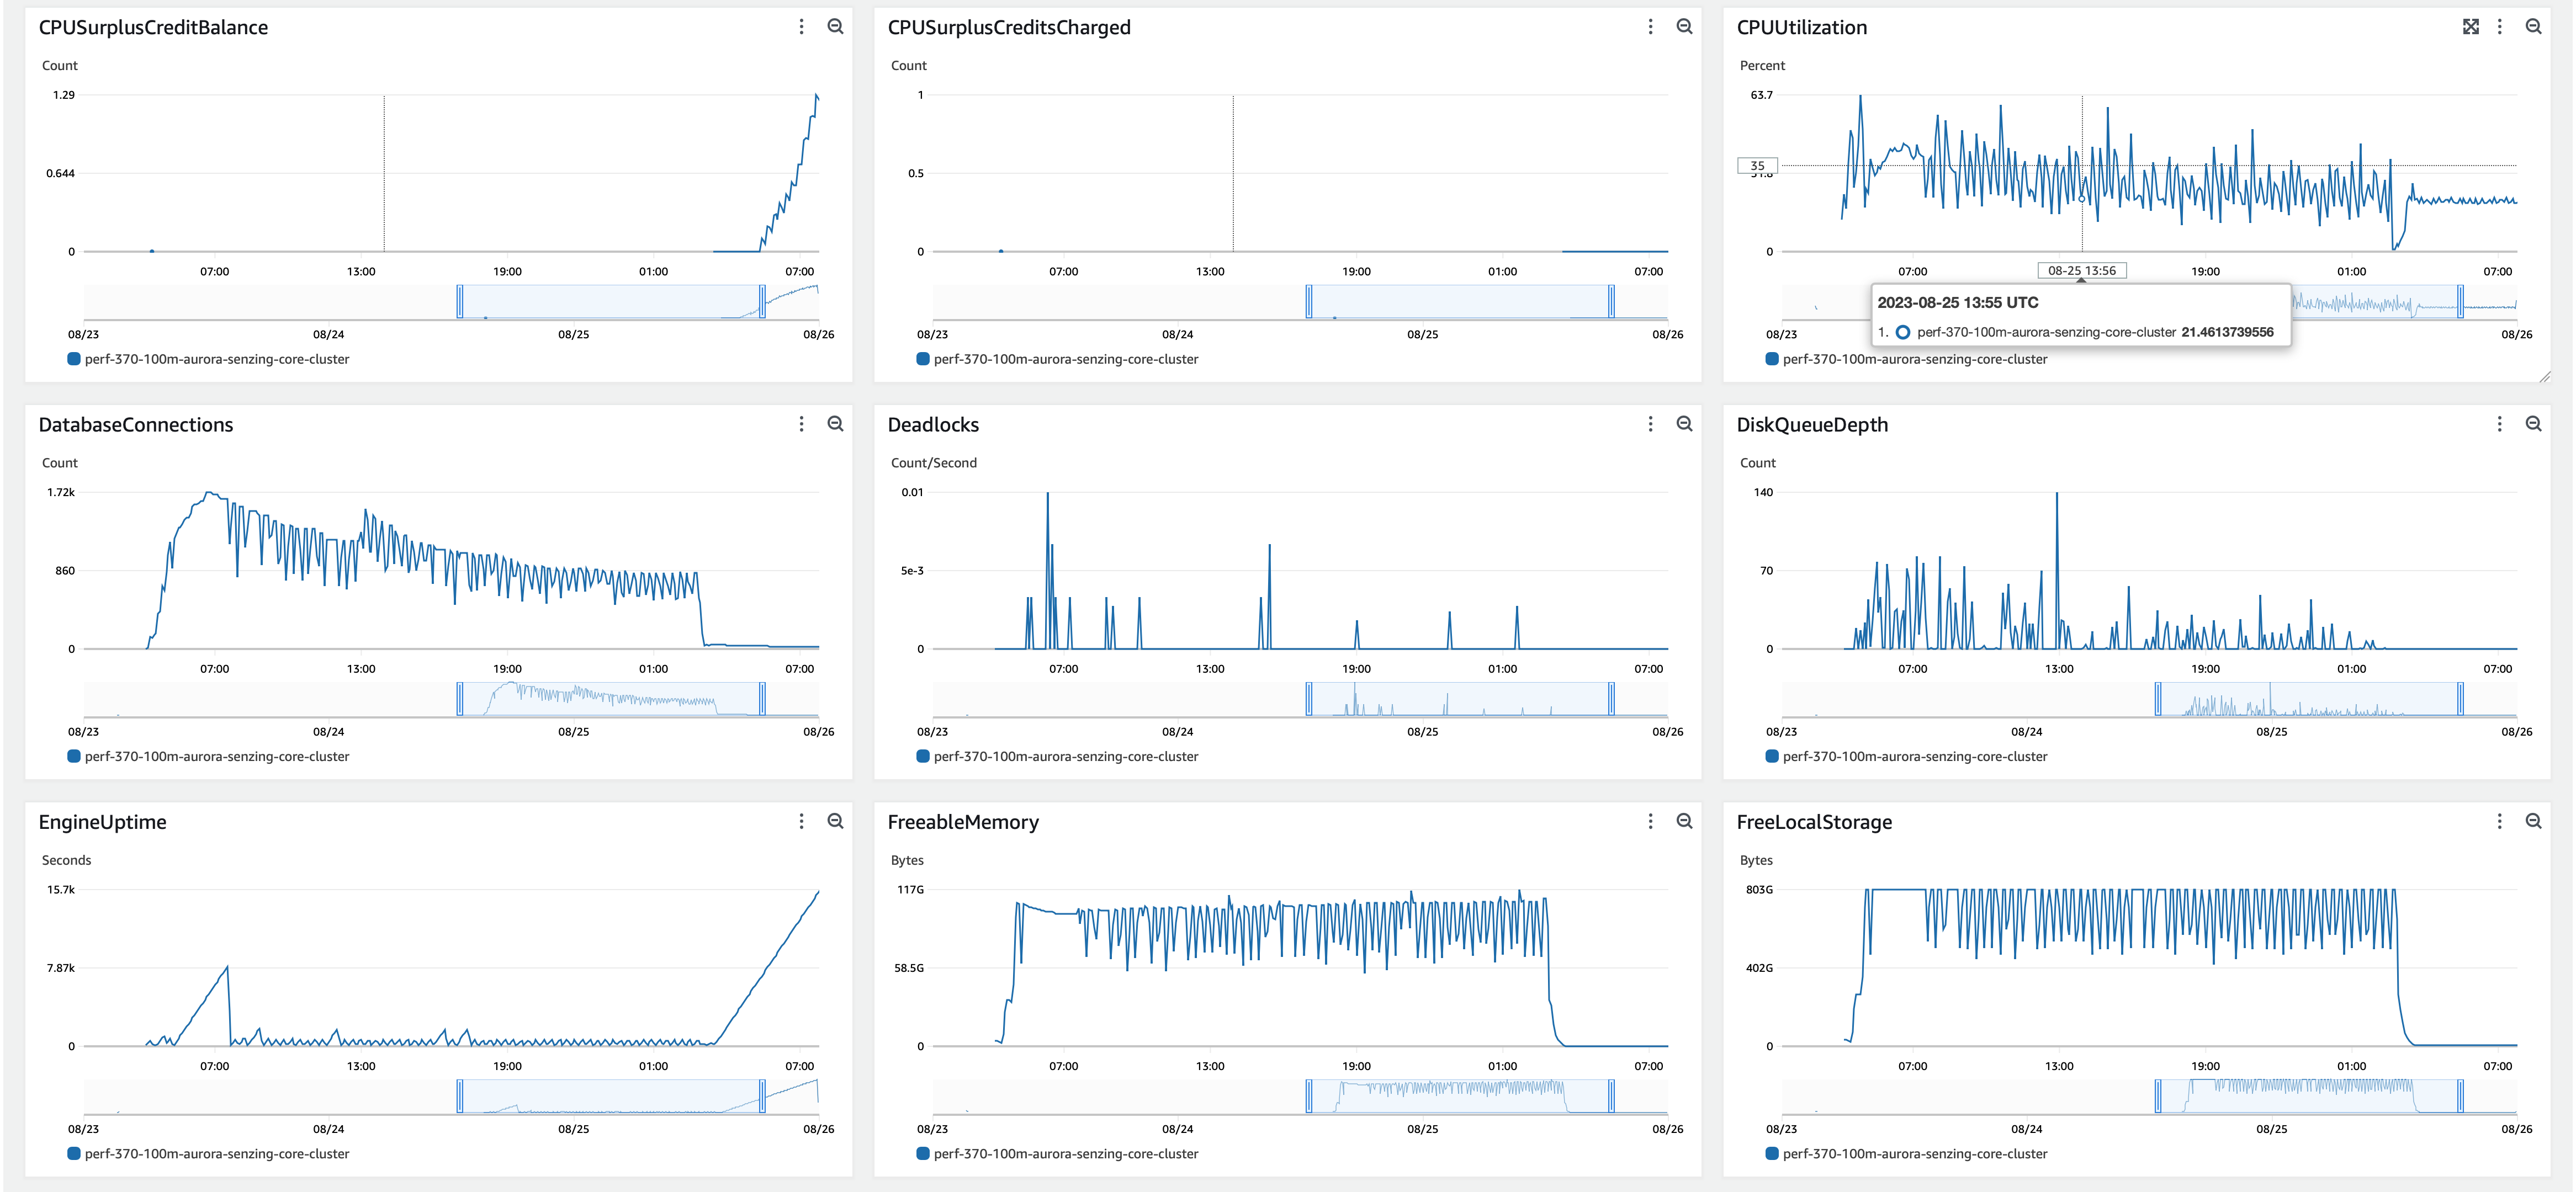 CPUSurplusCreditBalance
Count
1.29
0.644
0
07:00 13:00 19:00 01:00 07:00
08/23 08/24 08/25 08/26
perf-370-100m-aurora-senzing-core-cluster
CPUSurplusCreditsCharged
Count
1
0.5
0
07:00 13:00 19:00 01:00 07:00
08/23 08/24 08/25 08/26
perf-370-100m-aurora-senzing-core-cluster
CPUUtilization
Percent
63.7
35
0
07:00 08-25 13:56 19:00 01:00 07:00
2023-08-25 13:55 UTC
1. perf-370-100m-aurora-senzing-core-cluster 21.4613739556
08/23 08/26
perf-370-100m-aurora-senzing-core-cluster
DatabaseConnections
Count
1.72k
860
0
07:00 13:00 19:00 01:00 07:00
08/23 08/24 08/25 08/26
perf-370-100m-aurora-senzing-core-cluster
Deadlocks
Count/Second
0.01
5e-3
0
07:00 13:00 19:00 01:00 07:00
08/23 08/24 08/25 08/26
perf-370-100m-aurora-senzing-core-cluster
DiskQueueDepth
Count
140
70
0
07:00 13:00 19:00 01:00 07:00
08/23 08/24 08/25 08/26
perf-370-100m-aurora-senzing-core-cluster
EngineUptime
Seconds
15.7k
7.87k
0
07:00 13:00 19:00 01:00 07:00
08/23 08/24 08/25 08/26
perf-370-100m-aurora-senzing-core-cluster
FreeableMemory
Bytes
117G
58.5G
0
07:00 13:00 19:00 01:00 07:00
08/23 08/24 08/25 08/26
perf-370-100m-aurora-senzing-core-cluster
FreeLocalStorage
Bytes
803G
402G
0
07:00 13:00 19:00 01:00 07:00
08/23 08/24 08/25 08/26
perf-370-100m-aurora-senzing-core-cluster